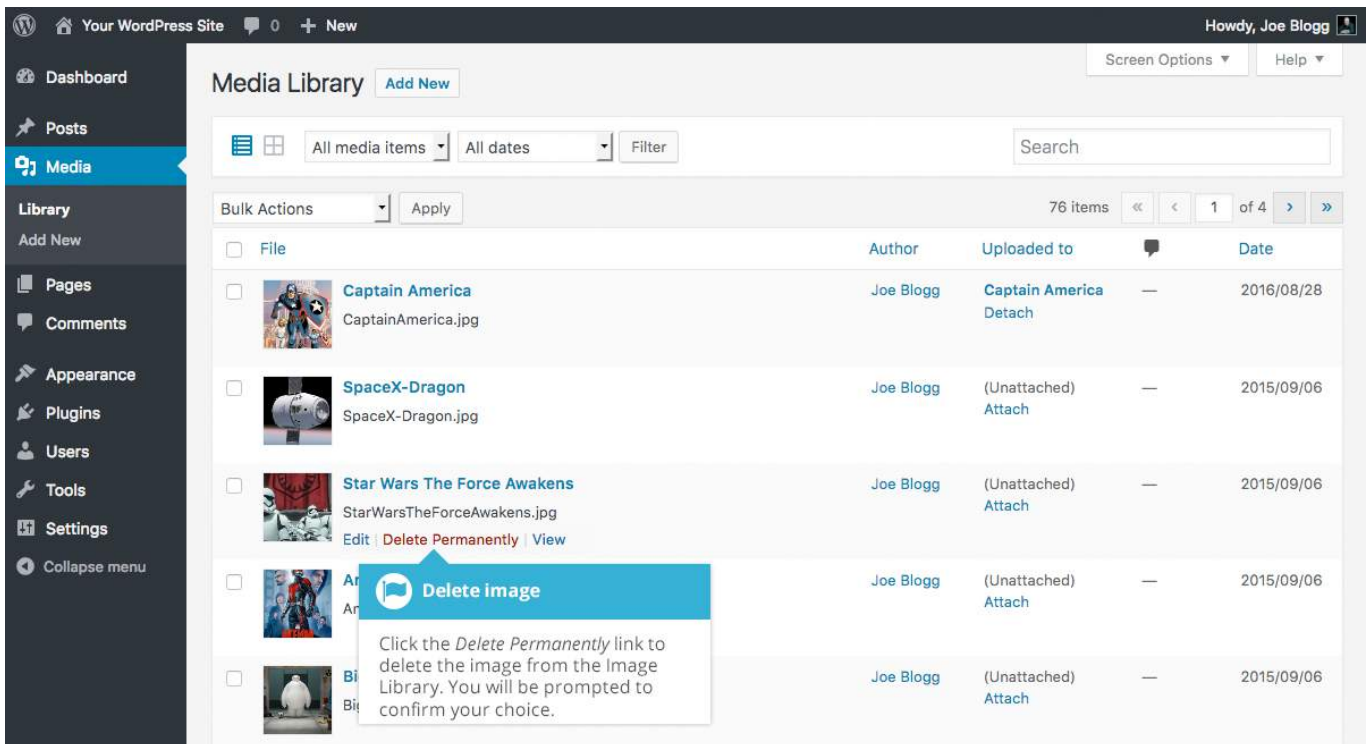 Your WordPress Site 0 + New Howdy, Joe Blogg
Screen Options ▼ Help ▼
Dashboard
Posts
Media
Library
Add New
Pages
Comments
Appearance
Plugins
Users
Tools
Settings
Collapse menu
Media Library Add New
All media items All dates Filter Search
Bulk Actions Apply 76 items « ‹ 1 of 4 › »
File Author Uploaded to Date
Captain America Joe Blogg Captain America — 2016/08/28
CaptainAmerica.jpg Detach
SpaceX-Dragon Joe Blogg (Unattached) — 2015/09/06
SpaceX-Dragon.jpg Attach
Star Wars The Force Awakens Joe Blogg (Unattached) — 2015/09/06
StarWarsTheForceAwakens.jpg Attach
Edit | Delete Permanently | View
Joe Blogg (Unattached) — 2015/09/06
Attach
Joe Blogg (Unattached) — 2015/09/06
Attach
Delete image
Click the Delete Permanently link to
delete the image from the Image
Library. You will be prompted to
confirm your choice.